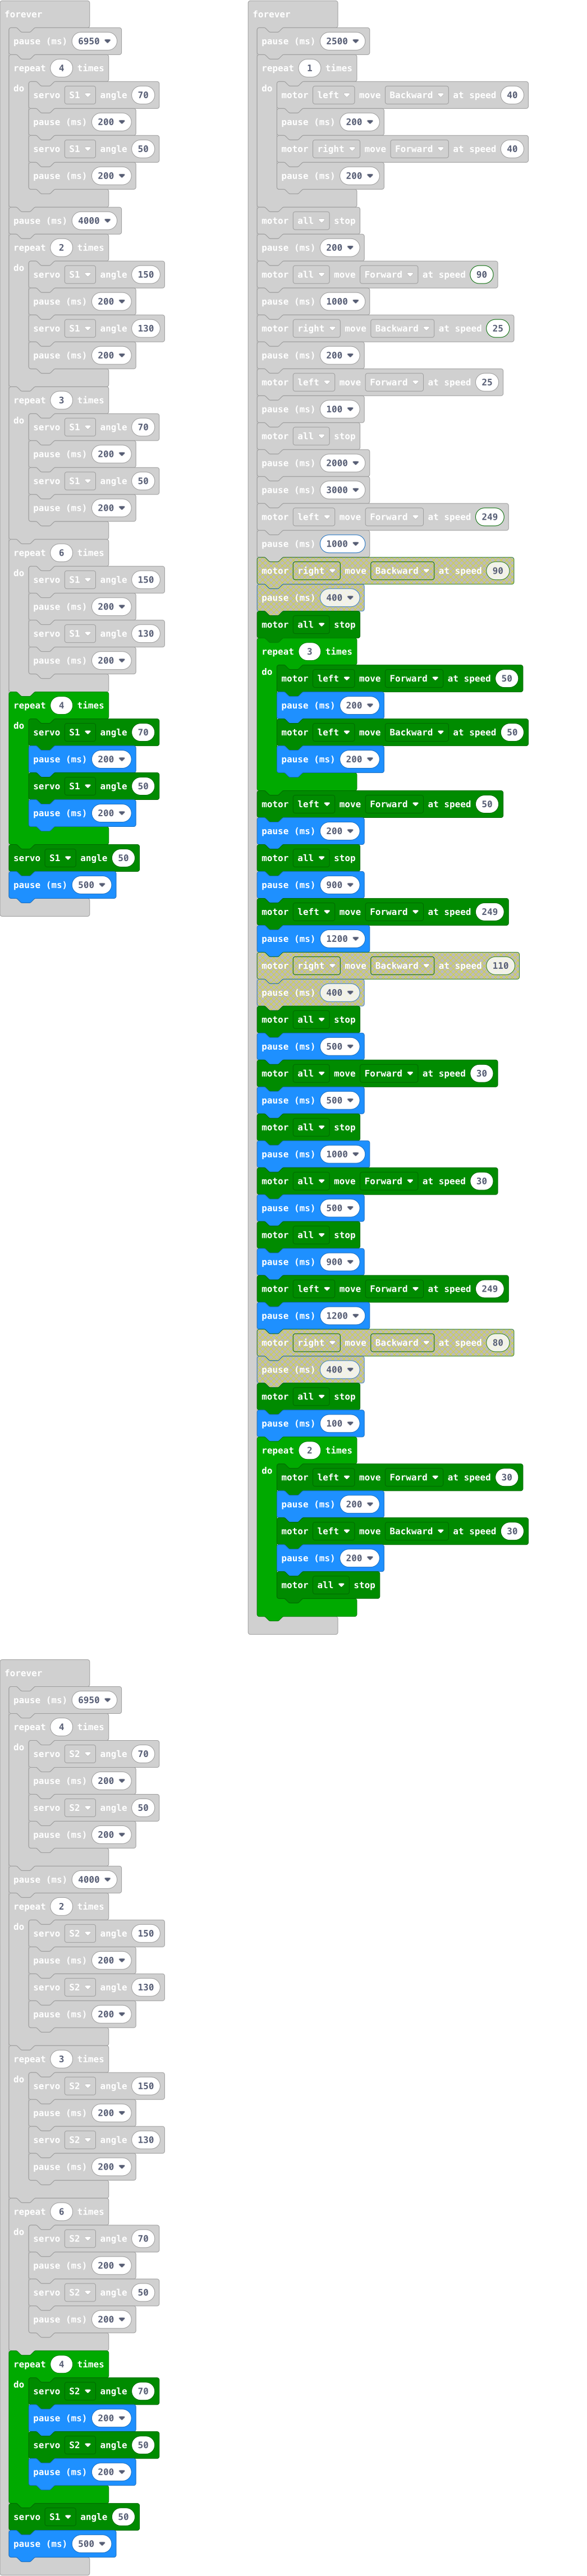 forever
pause (ms) 6950
repeat 4 times
do
servo S1 angle 70
pause (ms) 200
servo S1 angle 50
pause (ms) 200
pause (ms) 4000
repeat 2 times
do
servo S1 angle 150
pause (ms) 200
servo S1 angle 130
pause (ms) 200
repeat 3 times
do
servo S1 angle 70
pause (ms) 200
servo S1 angle 50
pause (ms) 200
repeat 6 times
do
servo S1 angle 150
pause (ms) 200
servo S1 angle 130
pause (ms) 200
repeat 4 times
do
servo S1 angle 70
pause (ms) 200
servo S1 angle 50
pause (ms) 200
servo S1 angle 50
pause (ms) 500
forever
pause (ms) 2500
repeat 1 times
do
motor left move Backward at speed 40
pause (ms) 200
motor right move Forward at speed 40
pause (ms) 200
motor all stop
pause (ms) 200
motor all move Forward at speed 90
pause (ms) 1000
motor right move Backward at speed 25
pause (ms) 200
motor left move Forward at speed 25
pause (ms) 100
motor all stop
pause (ms) 2000
pause (ms) 3000
motor left move Forward at speed 249
pause (ms) 1000
motor right move Backward at speed 90
pause (ms) 400
motor all stop
repeat 3 times
do
motor left move Forward at speed 50
pause (ms) 200
motor left move Backward at speed 50
pause (ms) 200
motor left move Forward at speed 50
pause (ms) 200
motor all stop
pause (ms) 900
motor left move Forward at speed 249
pause (ms) 1200
motor right move Backward at speed 110
pause (ms) 400
motor all stop
pause (ms) 500
motor all move Forward at speed 30
pause (ms) 500
motor all stop
pause (ms) 1000
motor all move Forward at speed 30
pause (ms) 500
motor all stop
pause (ms) 900
motor left move Forward at speed 249
pause (ms) 1200
motor right move Backward at speed 80
pause (ms) 400
motor all stop
pause (ms) 100
repeat 2 times
do
motor left move Forward at speed 30
pause (ms) 200
motor left move Backward at speed 30
pause (ms) 200
motor all stop
forever
pause (ms) 6950
repeat 4 times
do
servo S2 angle 70
pause (ms) 200
servo S2 angle 50
pause (ms) 200
pause (ms) 4000
repeat 2 times
do
servo S2 angle 150
pause (ms) 200
servo S2 angle 130
pause (ms) 200
repeat 3 times
do
servo S2 angle 150
pause (ms) 200
servo S2 angle 130
pause (ms) 200
repeat 6 times
do
servo S2 angle 70
pause (ms) 200
servo S2 angle 50
pause (ms) 200
repeat 4 times
do
servo S2 angle 70
pause (ms) 200
servo S2 angle 50
pause (ms) 200
servo S1 angle 50
pause (ms) 500